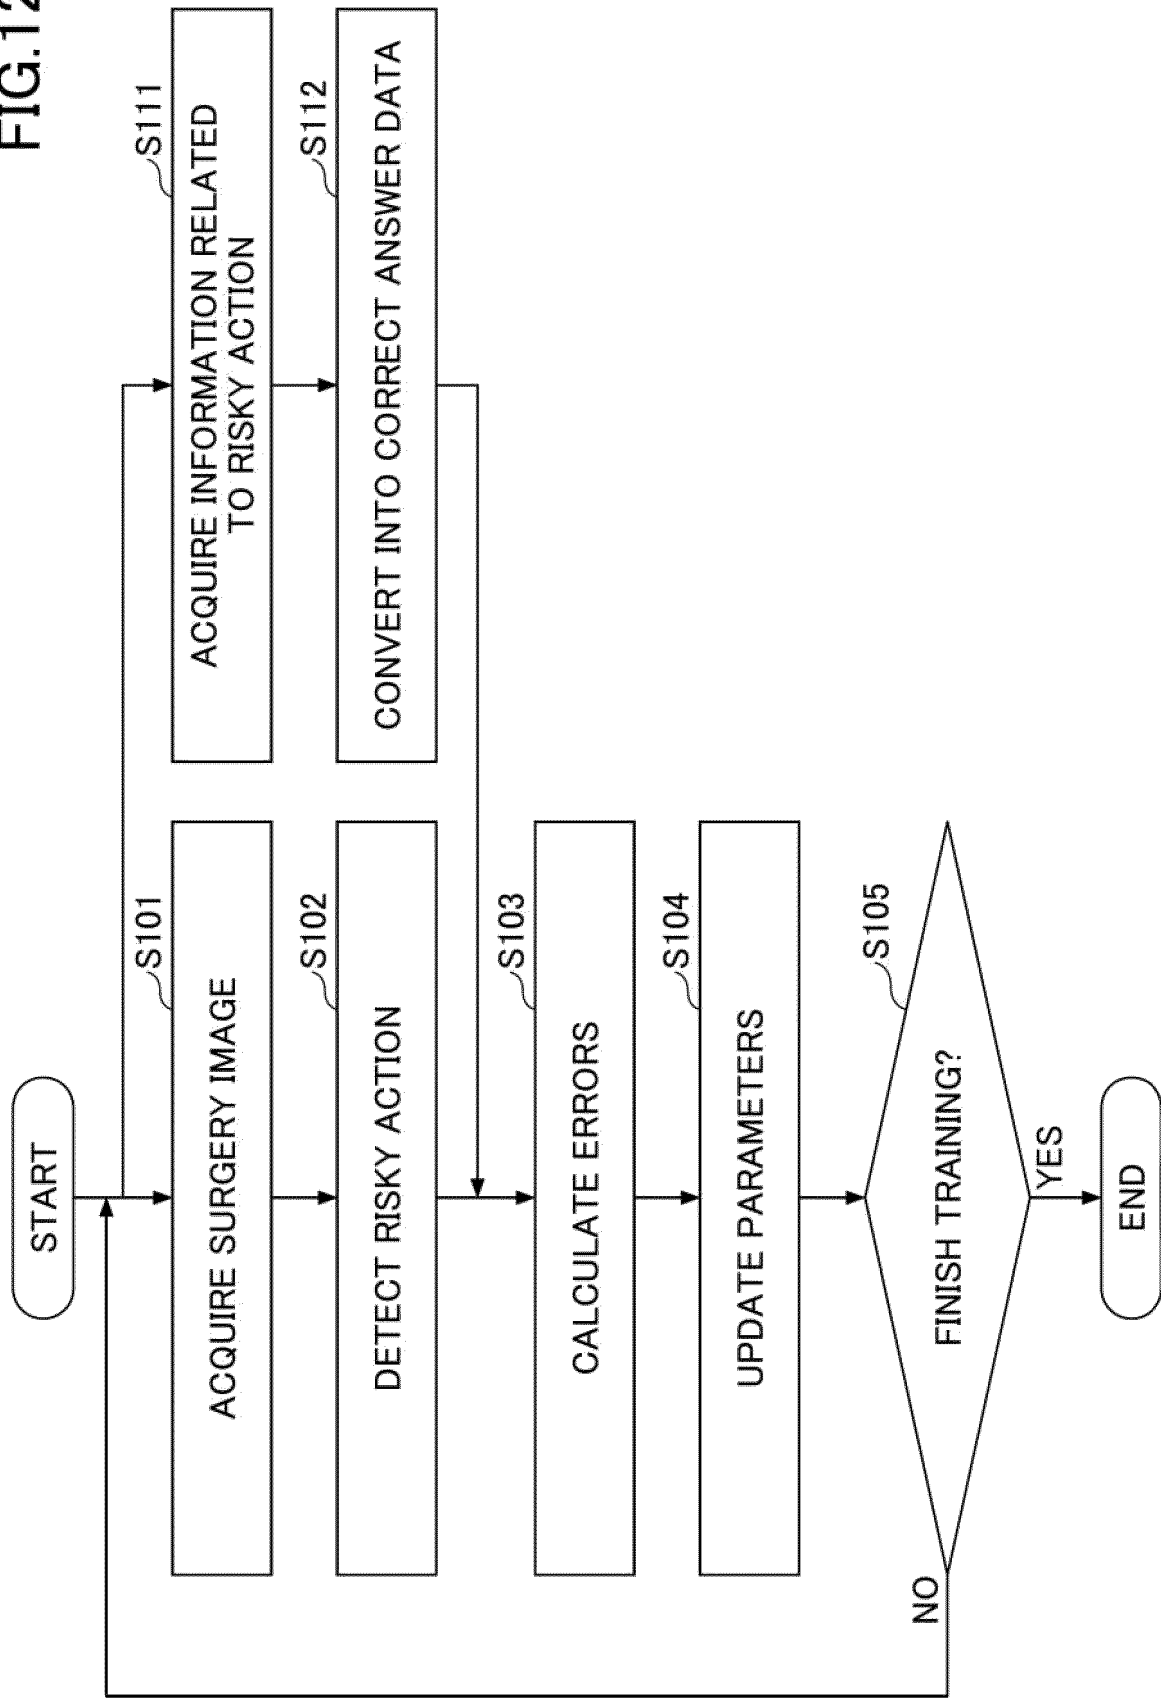 FIG.12
START
S101
ACQUIRE SURGERY IMAGE
S111
ACQUIRE INFORMATION RELATED
TO RISKY ACTION
S102
DETECT RISKY ACTION
S112
CONVERT INTO CORRECT ANSWER DATA
S103
CALCULATE ERRORS
S104
UPDATE PARAMETERS
S105
FINISH TRAINING?
NO
YES
END